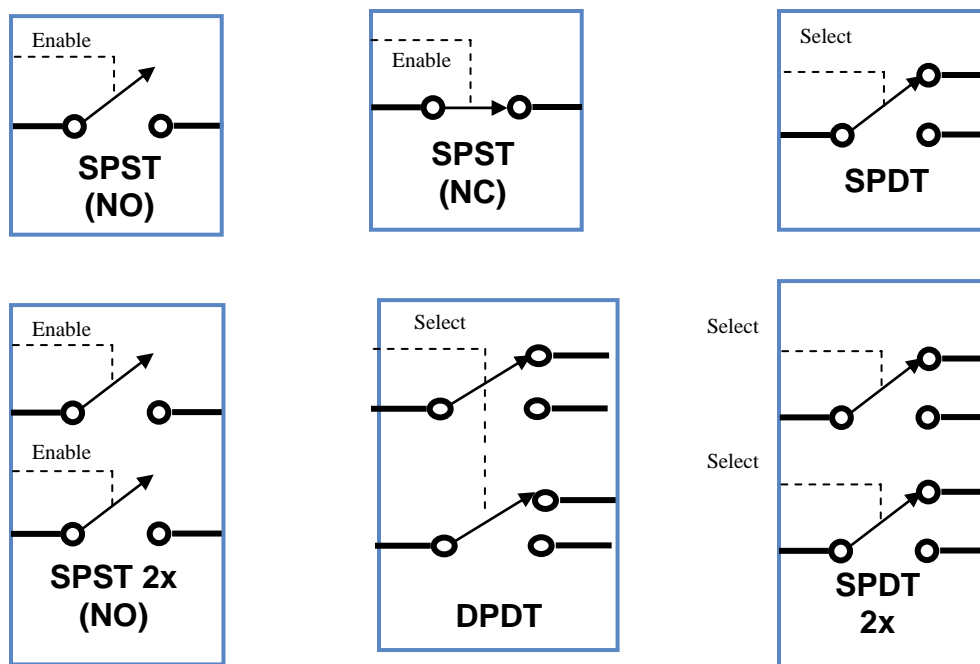 Enable
SPST
(NO)
Enable
SPST
(NC)
Select
SPDT
Enable
Enable
SPST 2x
(NO)
Select
DPDT
Select
Select
SPDT
2x